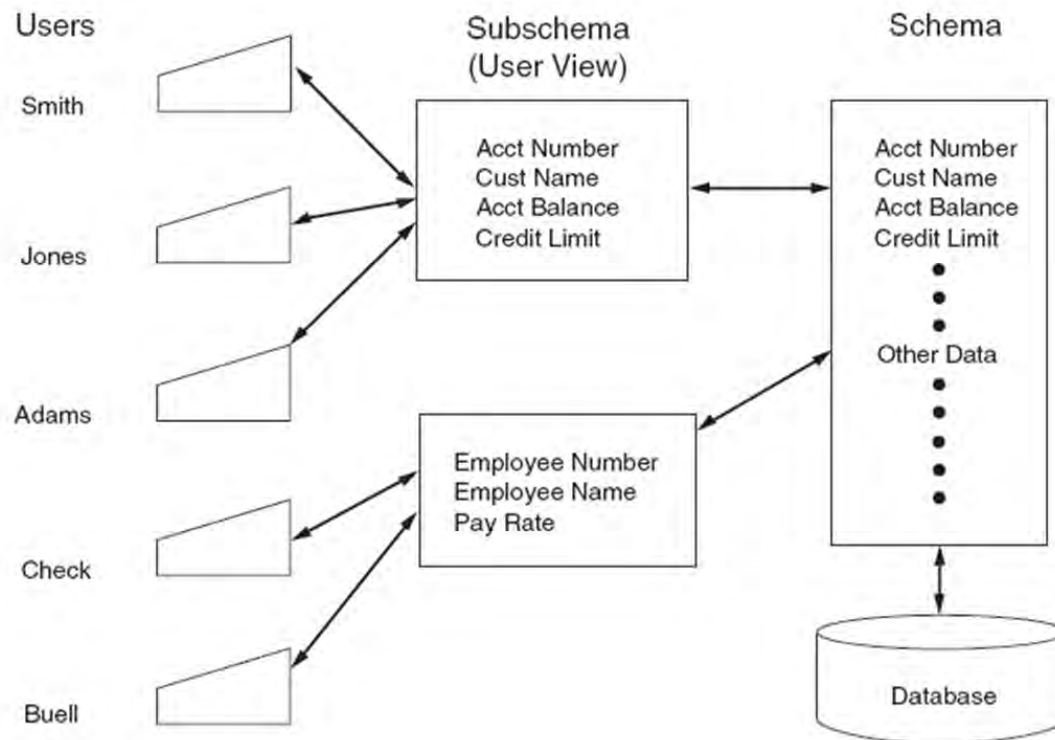 Users
Smith
Jones
Adams
Check
Buell
Subschema
(User View)
Acct Number
Cust Name
Acct Balance
Credit Limit
Employee Number
Employee Name
Pay Rate
Schema
Acct Number
Cust Name
Acct Balance
Credit Limit
Other Data
Database